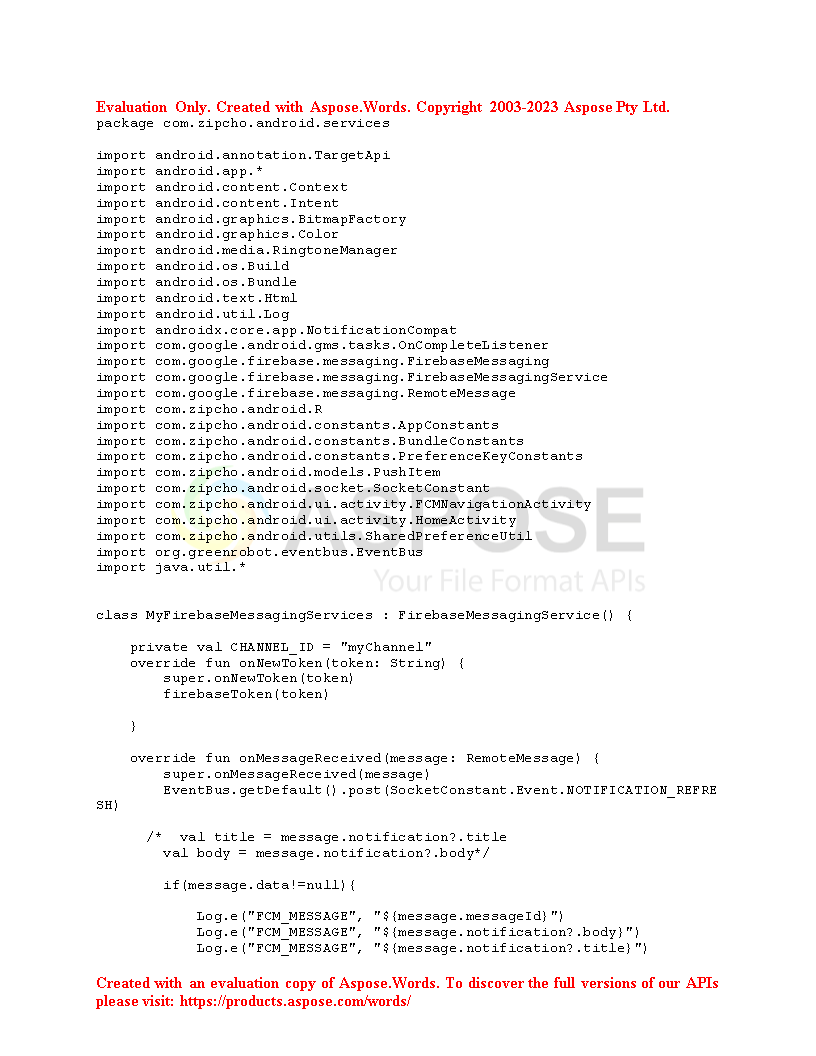 Evaluation Only. Created with Aspose.Words. Copyright 2003-2023 Aspose Pty Ltd.
package com.zipcho.android.services
import android.annotation.TargetApi
import android.app.*
import android.content.Context
import android.content.Intent
import android.graphics.BitmapFactory
import android.graphics.Color
import android.media.RingtoneManager
import android.os.Build
import android.os.Bundle
import android.text.Html
import android.util.Log
import androidx.core.app.NotificationCompat
import com.google.android.gms.tasks.OnCompleteListener
import com.google.firebase.messaging.FirebaseMessaging
import com.google.firebase.messaging.FirebaseMessagingService
import com.google.firebase.messaging.RemoteMessage
import com.zipcho.android.R
import com.zipcho.android.constants.AppConstants
import com.zipcho.android.constants.BundleConstants
import com.zipcho.android.constants.PreferenceKeyConstants
import com.zipcho.android.models.PushItem
import com.zipcho.android.socket.SocketConstant
import com.zipcho.android.ui.activity.FCMNavigationActivity
import com.zipcho.android.ui.activity.HomeActivity
import com.zipcho.android.utils.SharedPreferenceUtil
import org.greenrobot.eventbus.EventBus
import java.util.*
ASPOSE
Your File Format APIs
class MyFirebaseMessagingServices : FirebaseMessagingService() {
    private val CHANNEL_ID = "myChannel"
    override fun onNewToken(token: String) {
        super.onNewToken(token)
        firebaseToken(token)
    }
    override fun onMessageReceived(message: RemoteMessage) {
        super.onMessageReceived(message)
        EventBus.getDefault().post(SocketConstant.Event.NOTIFICATION_REFRE
SH)
      /*  val title = message.notification?.title
        val body = message.notification?.body*/
        if(message.data!=null){
            Log.e("FCM_MESSAGE", "${message.messageId}")
            Log.e("FCM_MESSAGE", "${message.notification?.body}")
            Log.e("FCM_MESSAGE", "${message.notification?.title}")
Created with an evaluation copy of Aspose.Words. To discover the full versions of our APIs
please visit: https://products.aspose.com/words/